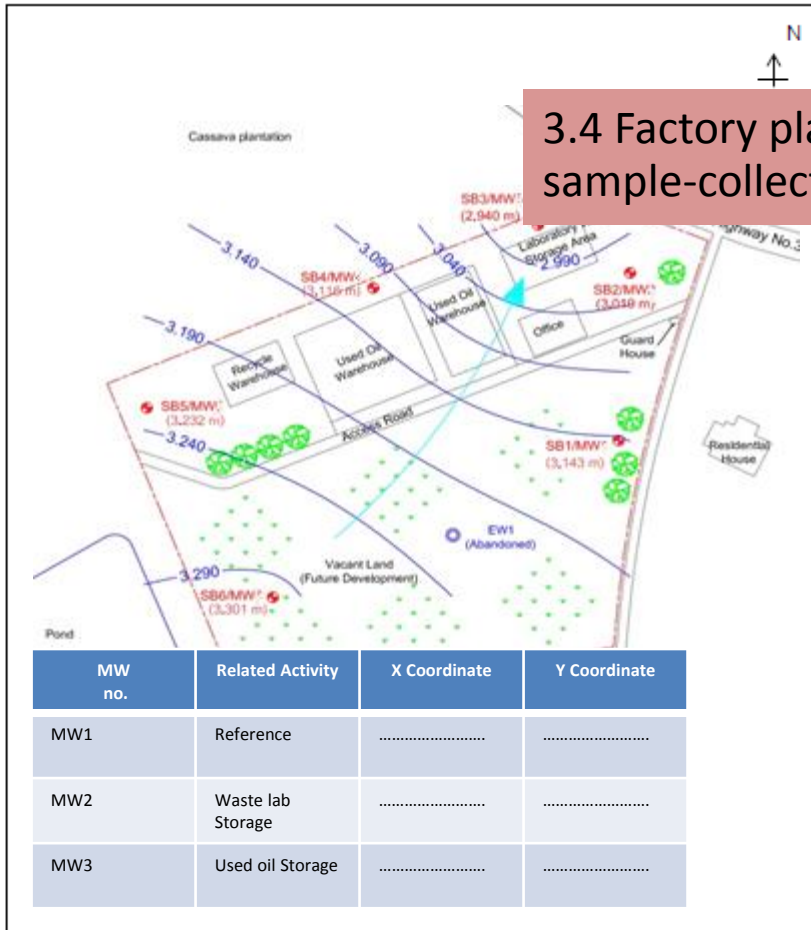 N
3.4 Factory pla
sample-collect
Cassava plantation
SB3/MW
(2,940 m)
Highway No.3
Laboratory
Storage Area
2.990
3.140
3.090
3.040
SB4/MW
(3,116 m)
SB2/MW
(3,018 m)
Used Oil
Warehouse
Office
Guard
House
3.190
Recycle
Warehouse
Used Oil
Warehouse
SB5/MW
(3,232 m)
Access Road
3.240
SB1/MW
(3,143 m)
Residential
House
EW1
(Abandoned)
Vacant Land
(Future Development)
3.290
SB6/MW
(3,301 m)
Pond
MW no. Related Activity X Coordinate Y Coordinate
MW1 Reference ........................ ........................
MW2 Waste lab Storage ........................ ........................
MW3 Used oil Storage ........................ ........................